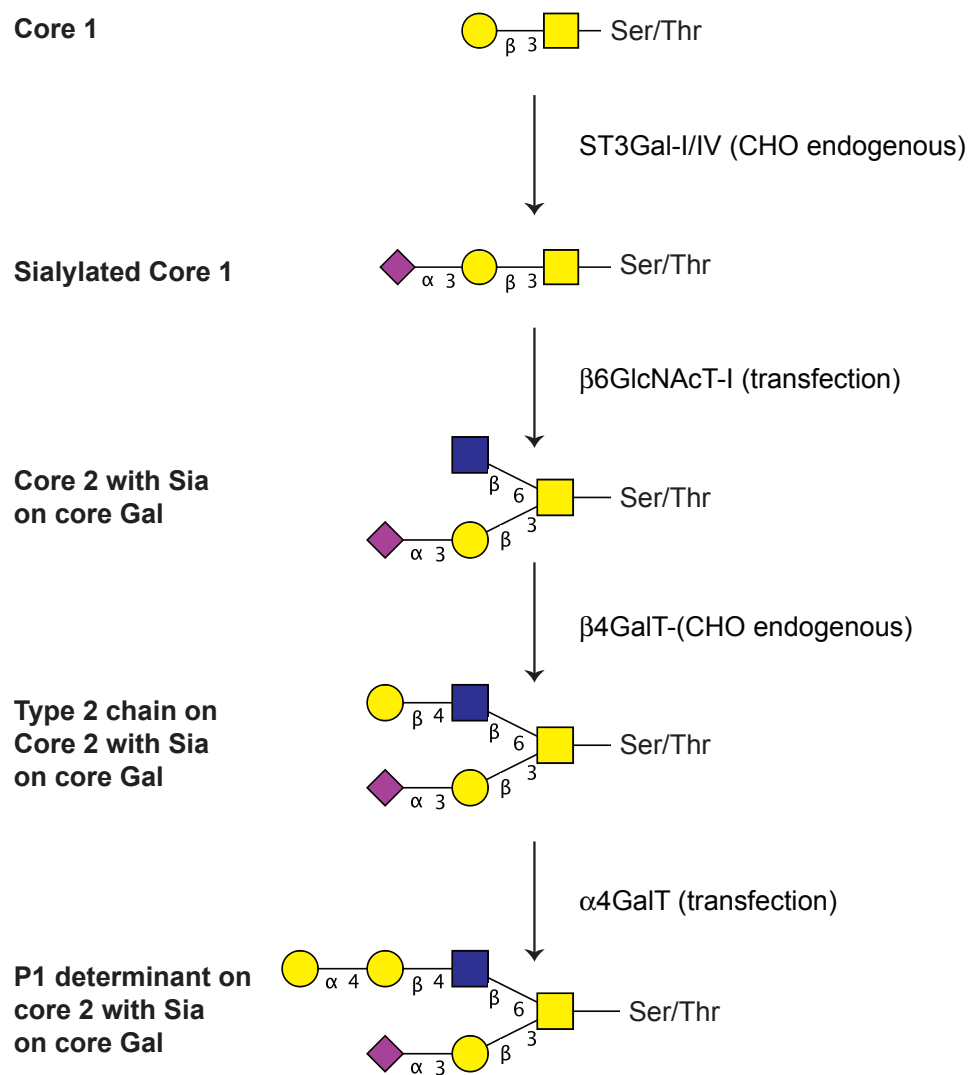 Core 1
β 3
Ser/Thr
ST3Gal-I/IV (CHO endogenous)
Sialylated Core 1
α 3 β 3
Ser/Thr
β6GlcNAcT-I (transfection)
Core 2 with Sia
on core Gal
β 6
Ser/Thr
α 3 β 3
β4GalT-(CHO endogenous)
Type 2 chain on
Core 2 with Sia
on core Gal
β 4 β 6
Ser/Thr
α 3 β 3
α4GalT (transfection)
P1 determinant on
core 2 with Sia
on core Gal
α 4 β 4 β 6
Ser/Thr
α 3 β 3